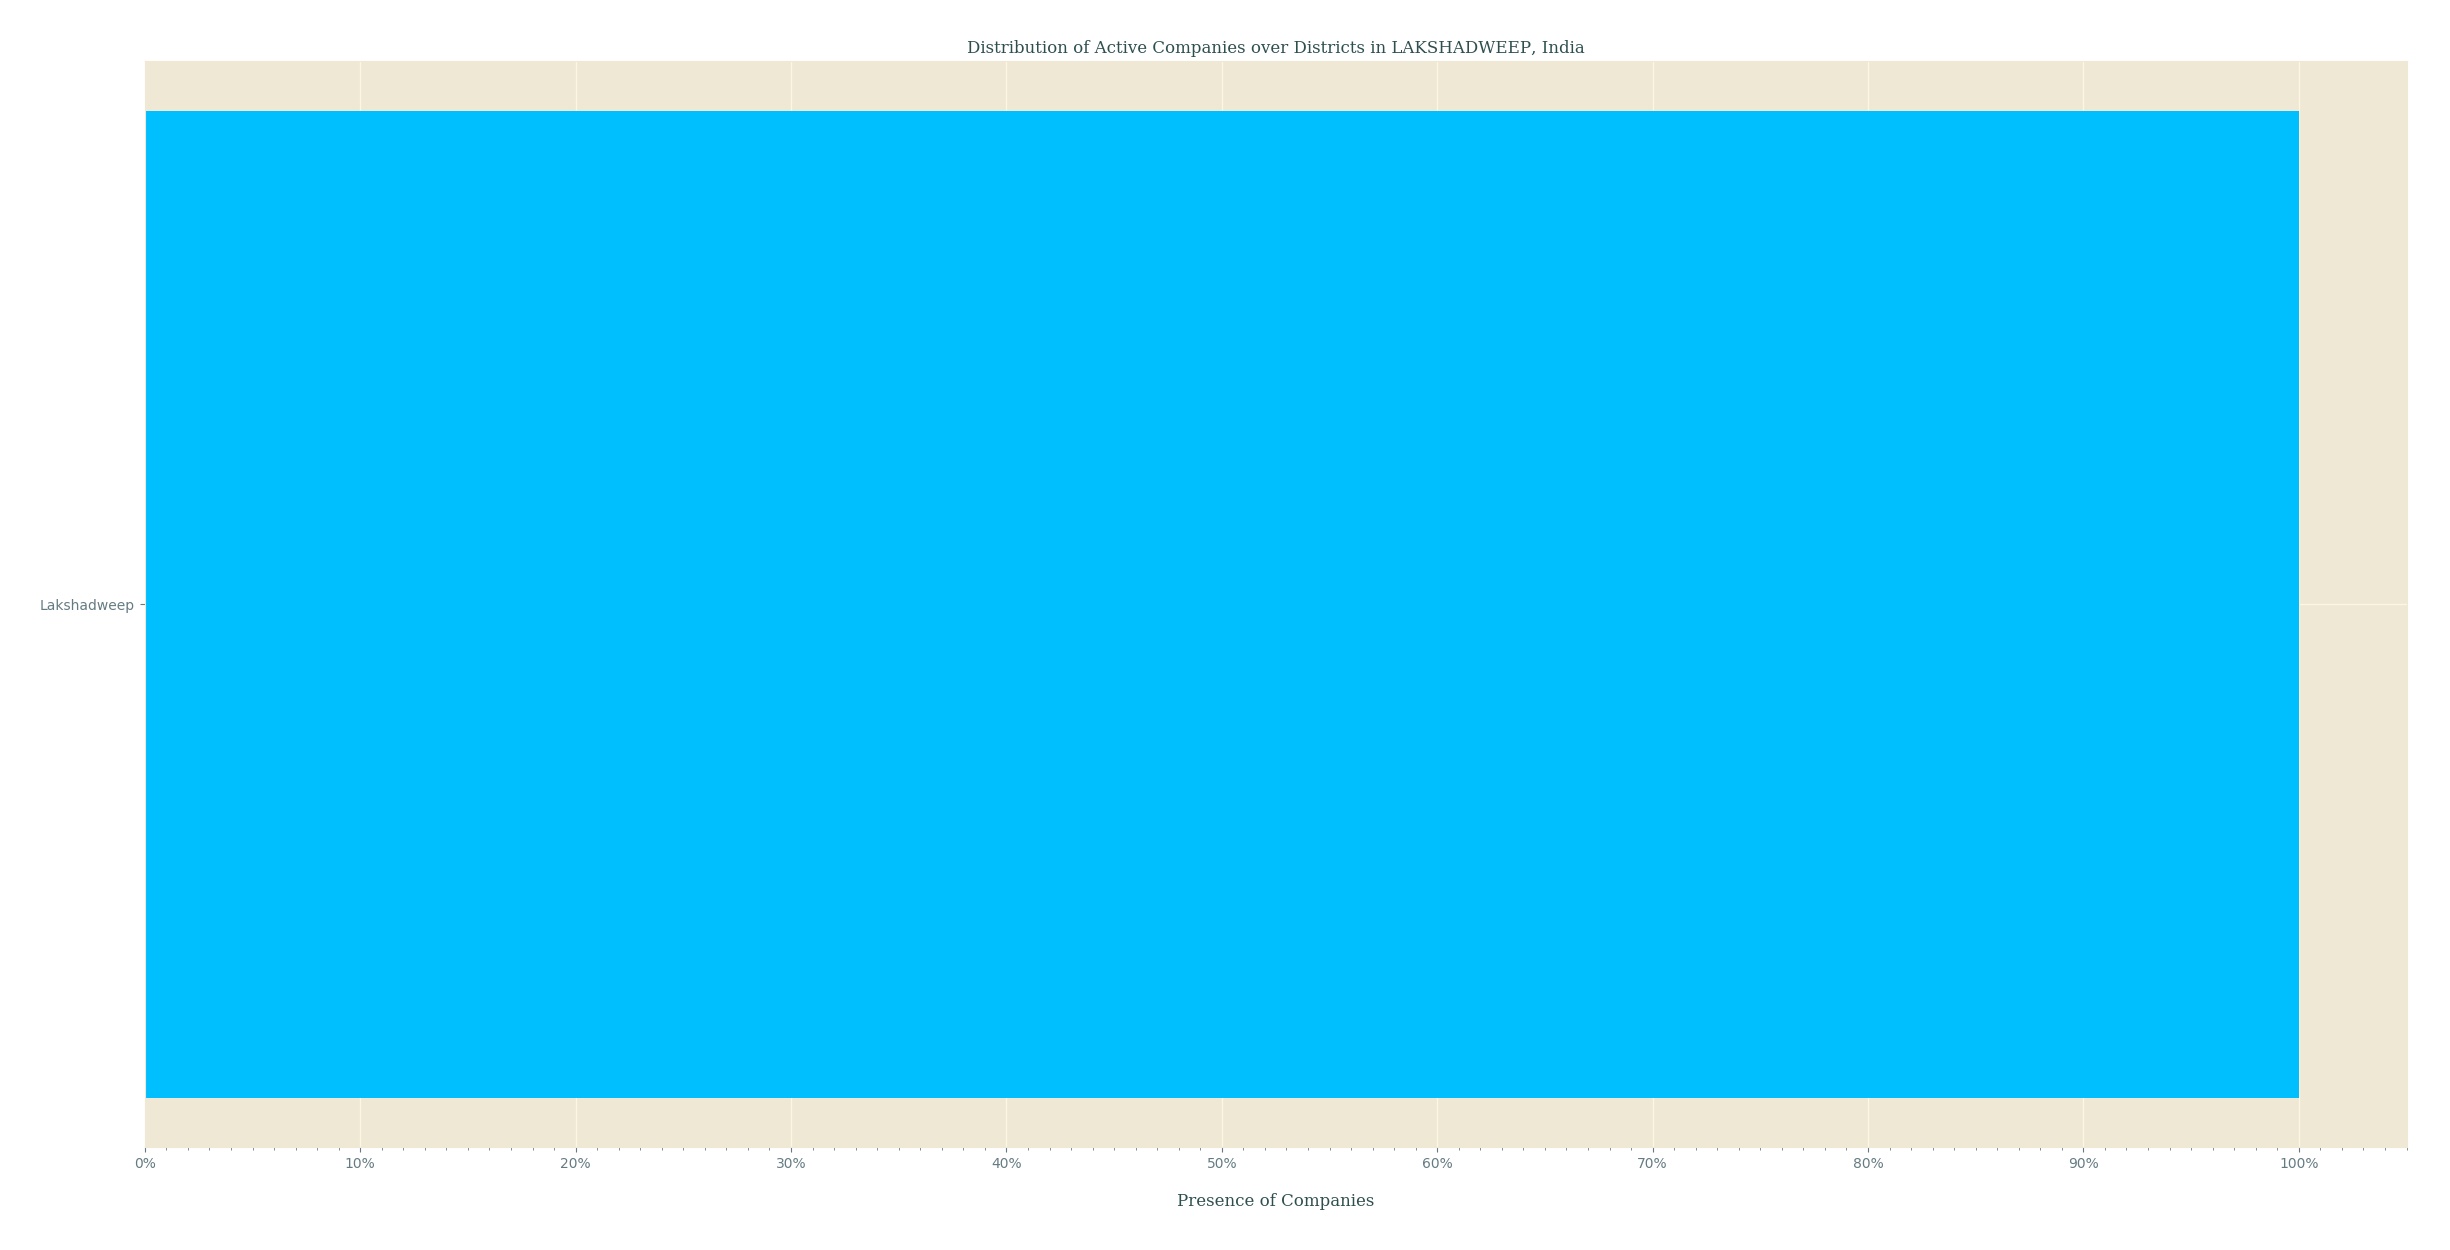 Distribution of Active Companies over Districts in LAKSHADWEEP, India
Lakshadweep
0% 10% 20% 30% 40% 50% 60% 70% 80% 90% 100%
Presence of Companies